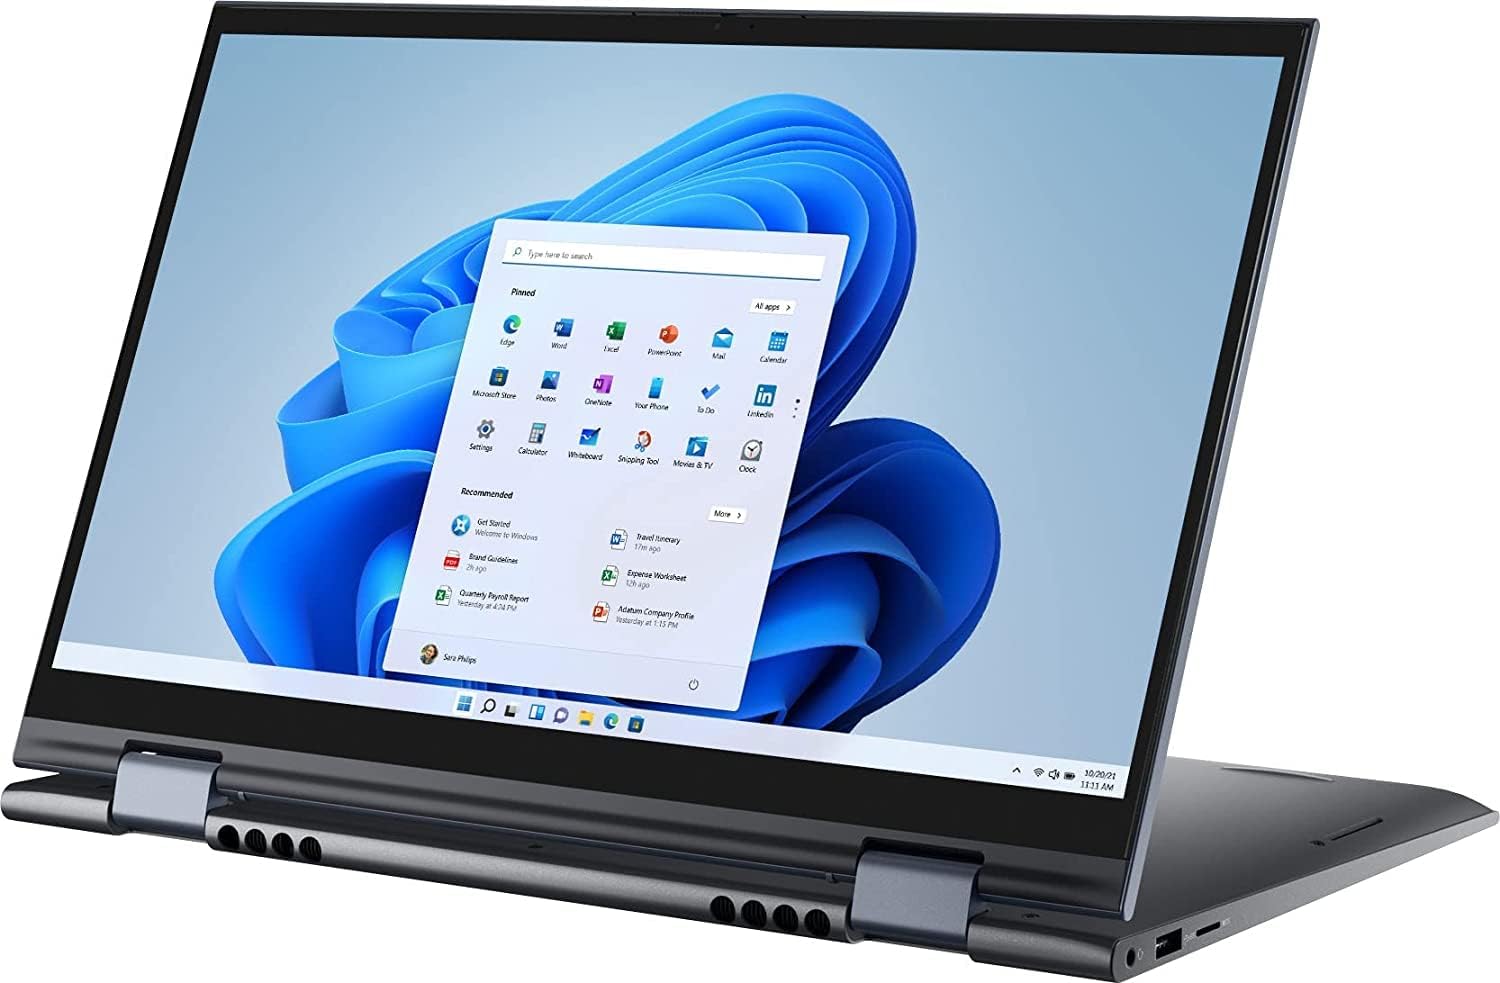 Type here to search
Pinned
All apps >
Edge
Word
Excel
PowerPoint
Mail
Calendar
Microsoft Store
Photos
OneNote
Your Phone
To Do
LinkedIn
Settings
Calculator
Whiteboard
Snipping Tool
Movies & TV
Clock
Recommended
More >
Get Started
Welcome to Windows
Travel Itinerary
17m ago
Brand Guidelines
2h ago
Expense Worksheet
12h ago
Quarterly Payroll Report
Yesterday at 4:24 PM
Adatum Company Profile
Yesterday at 1:15 PM
Sara Philips
10/20/21
11:11 AM